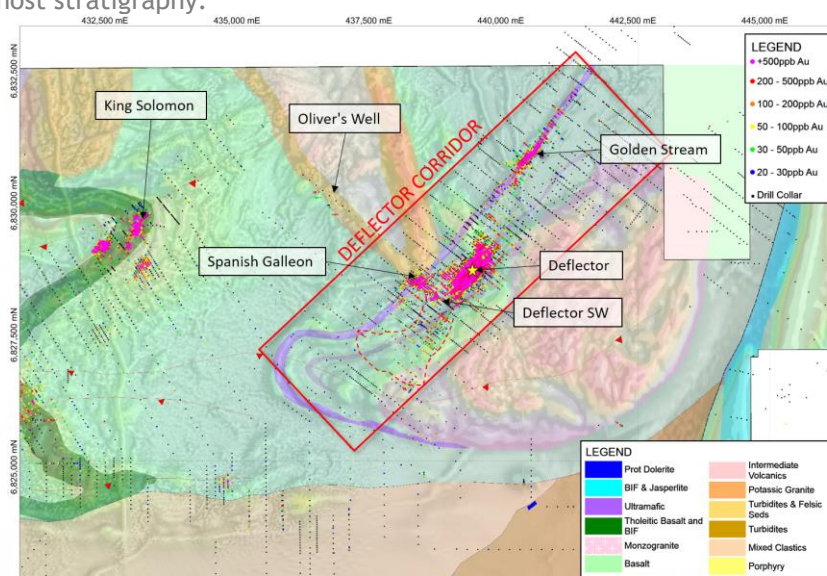 host stratigraphy.
432,500 mE
435,000 mE
437,500 mE
440,000 mE
442,500 mE
445,000 mE
6,832,500 mN
6,830,000 mN
6,827,500 mN
6,825,000 mN
King Solomon
Oliver's Well
DEFLECTOR CORRIDOR
Golden Stream
Spanish Galleon
Deflector
Deflector SW
LEGEND
+500ppb Au
200 - 500ppb Au
100 - 200ppb Au
50 - 100ppb Au
30 - 50ppb Au
20 - 30ppb Au
Drill Collar
LEGEND
Prot Dolerite
BIF & Jasperlite
Ultramafic
Tholeitic Basalt and
BIF
Monzogranite
Basalt
Intermediate
Volcanics
Potassic Granite
Turbidites & Felsic
Seds
Turbidites
Mixed Clastics
Porphyry